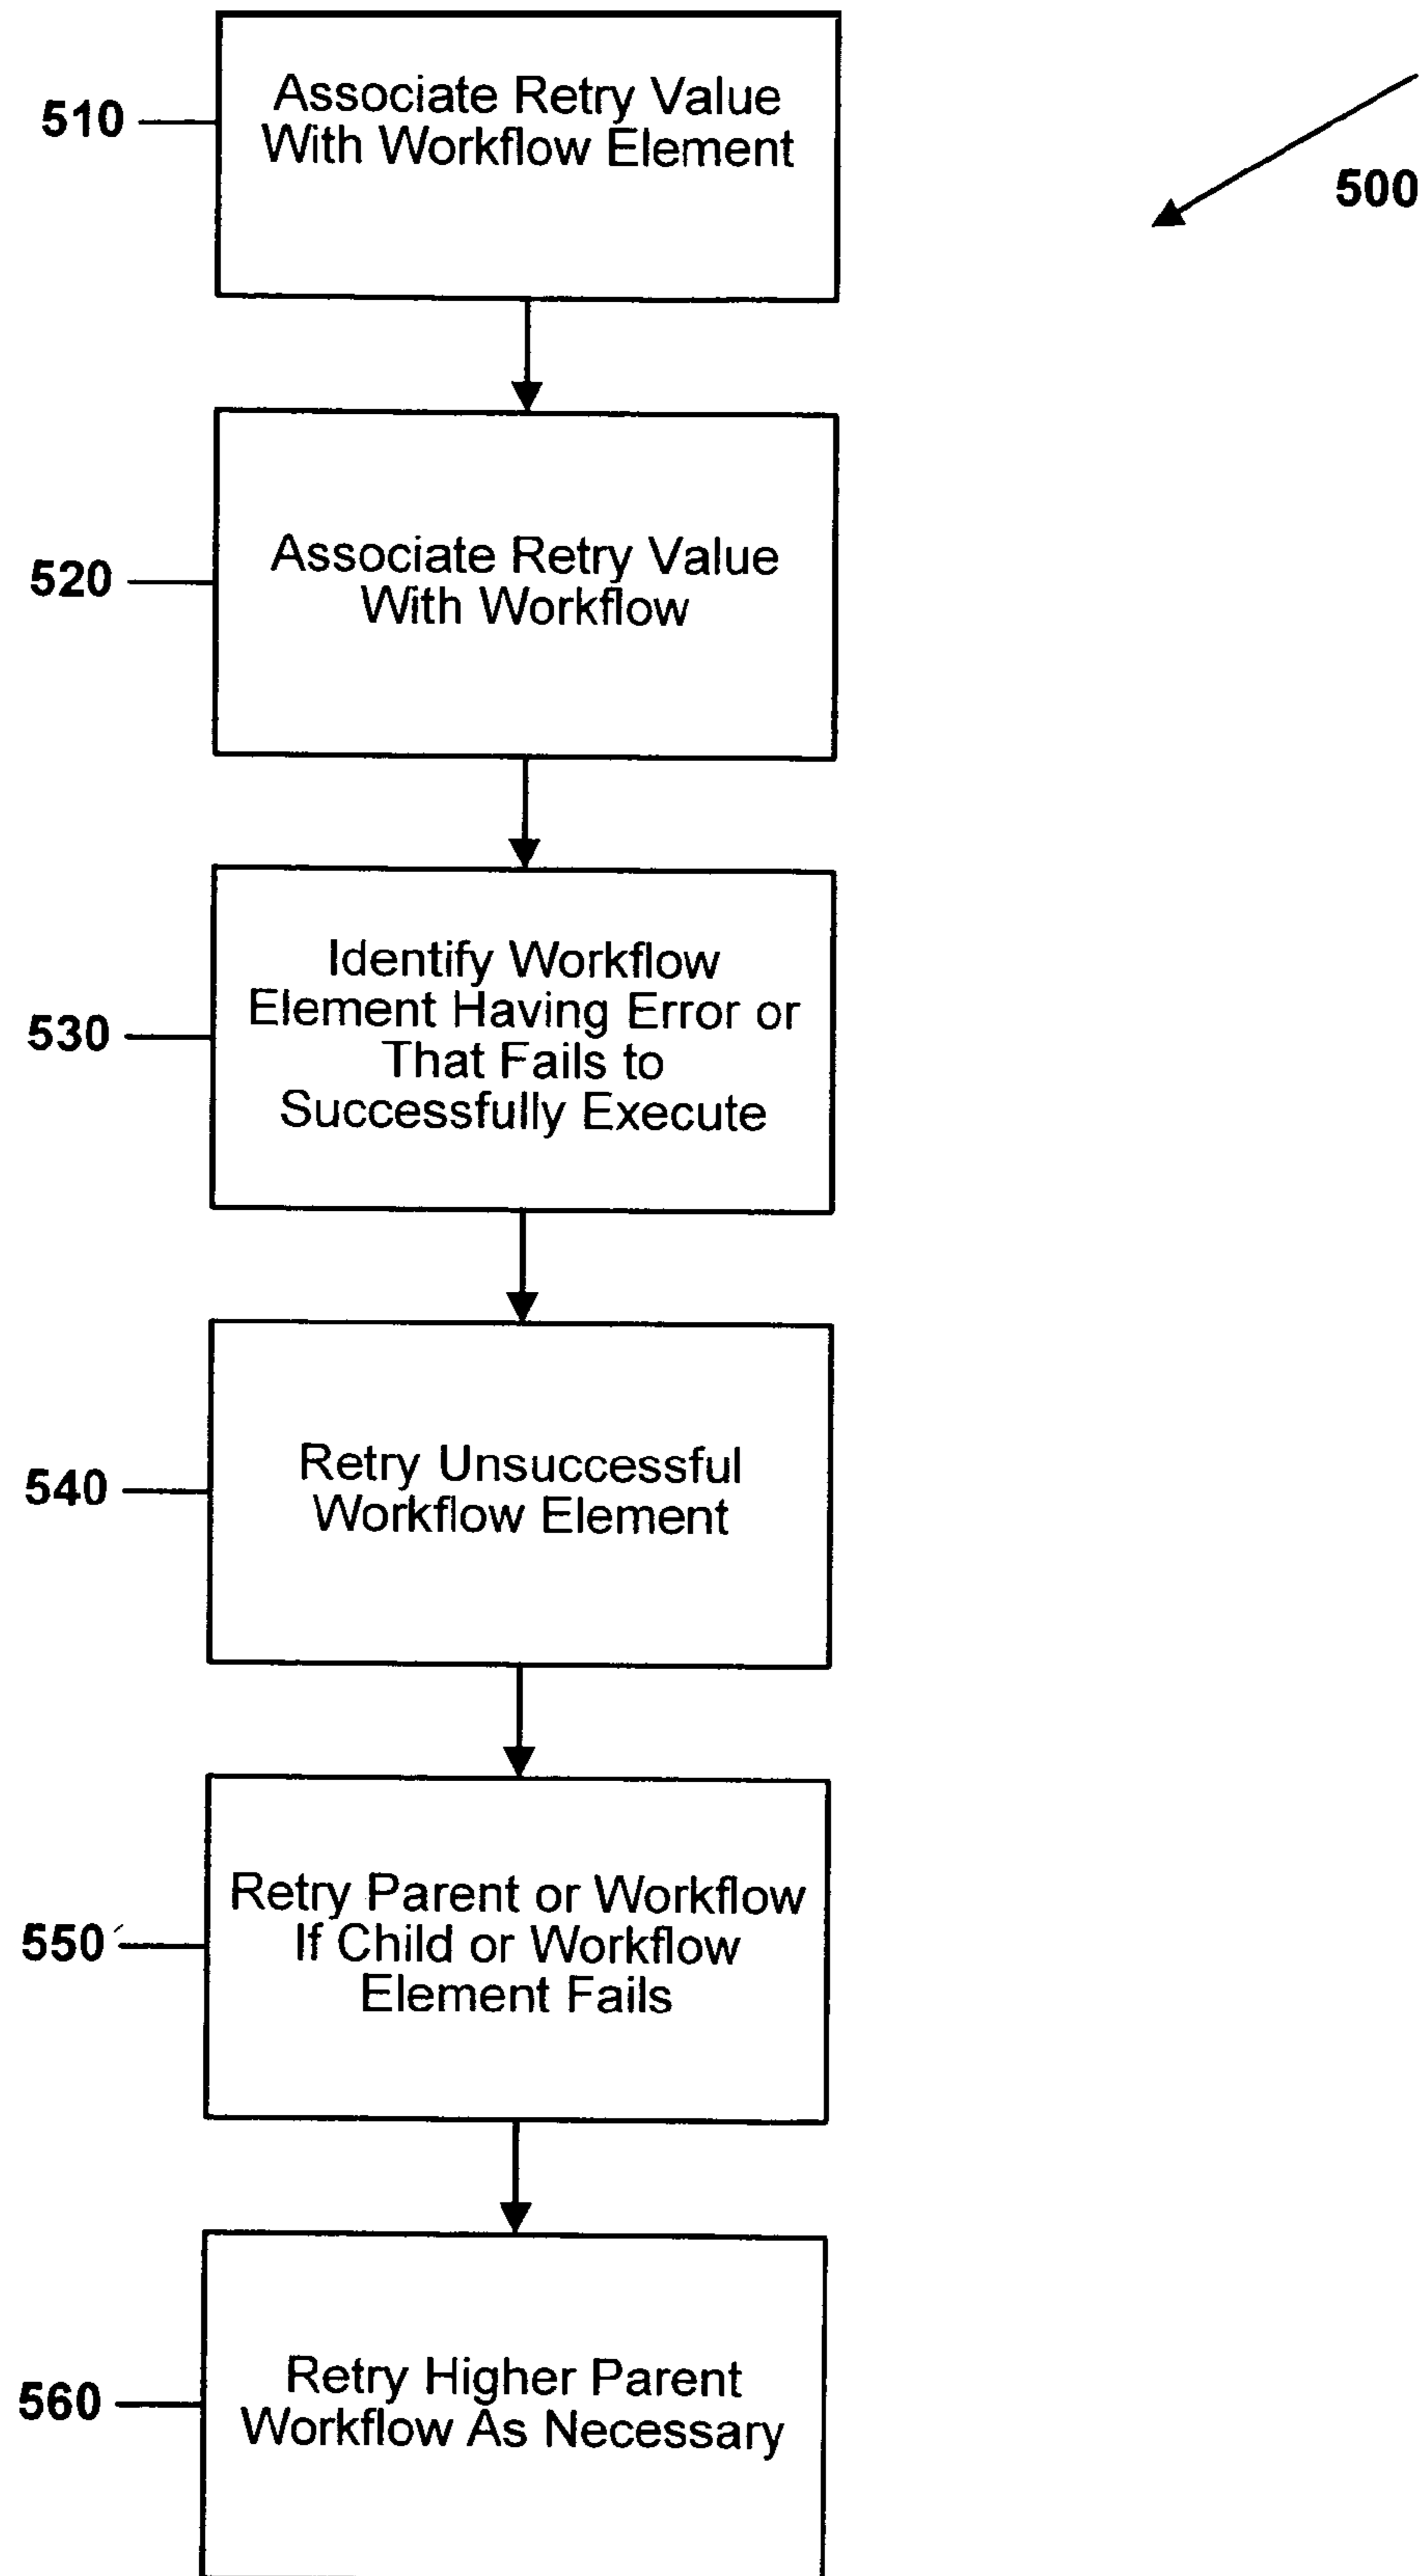 510
Associate Retry Value
With Workflow Element
500
520
Associate Retry Value
With Workflow
530
Identify Workflow
Element Having Error or
That Fails to
Successfully Execute
540
Retry Unsuccessful
Workflow Element
550
Retry Parent or Workflow
If Child or Workflow
Element Fails
560
Retry Higher Parent
Workflow As Necessary